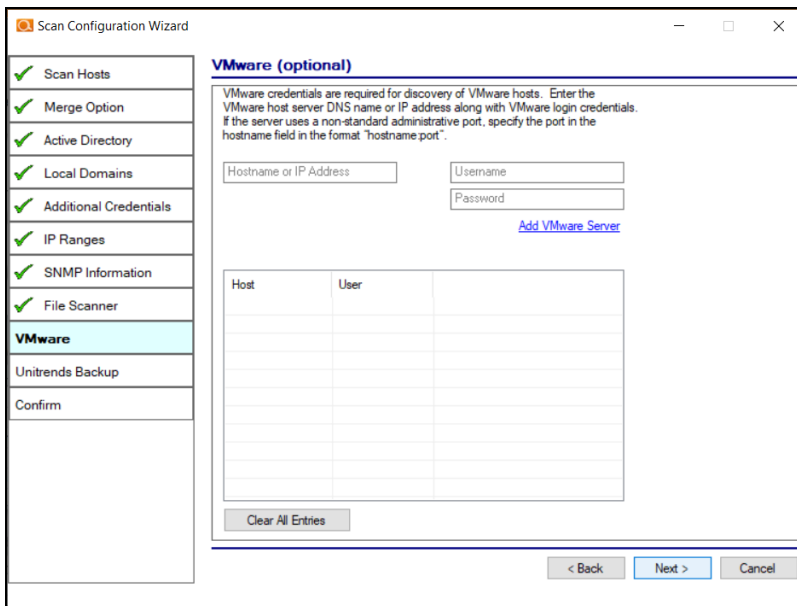 Scan Configuration Wizard
Scan Hosts
Merge Option
Active Directory
Local Domains
Additional Credentials
IP Ranges
SNMP Information
File Scanner
VMware
Unitrends Backup
Confirm
VMware (optional)
VMware credentials are required for discovery of VMware hosts. Enter the
VMware host server DNS name or IP address along with VMware login credentials.
If the server uses a non-standard administrative port, specify the port in the
hostname field in the format "hostname:port".
Hostname or IP Address
Username
Password
Add VMware Server
Host User
Clear All Entries
< Back Next > Cancel